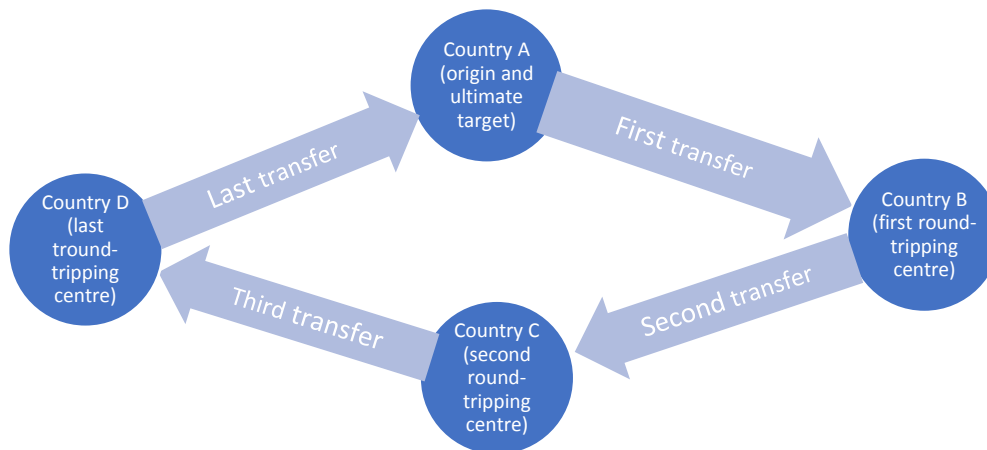 Country A
(origin and
ultimate
target)
First transfer
Country B
(first round-
tripping
centre)
Second transfer
Country C
(second
round-
tripping
centre)
Third transfer
Country D
(last
tround-
tripping
centre)
Last transfer